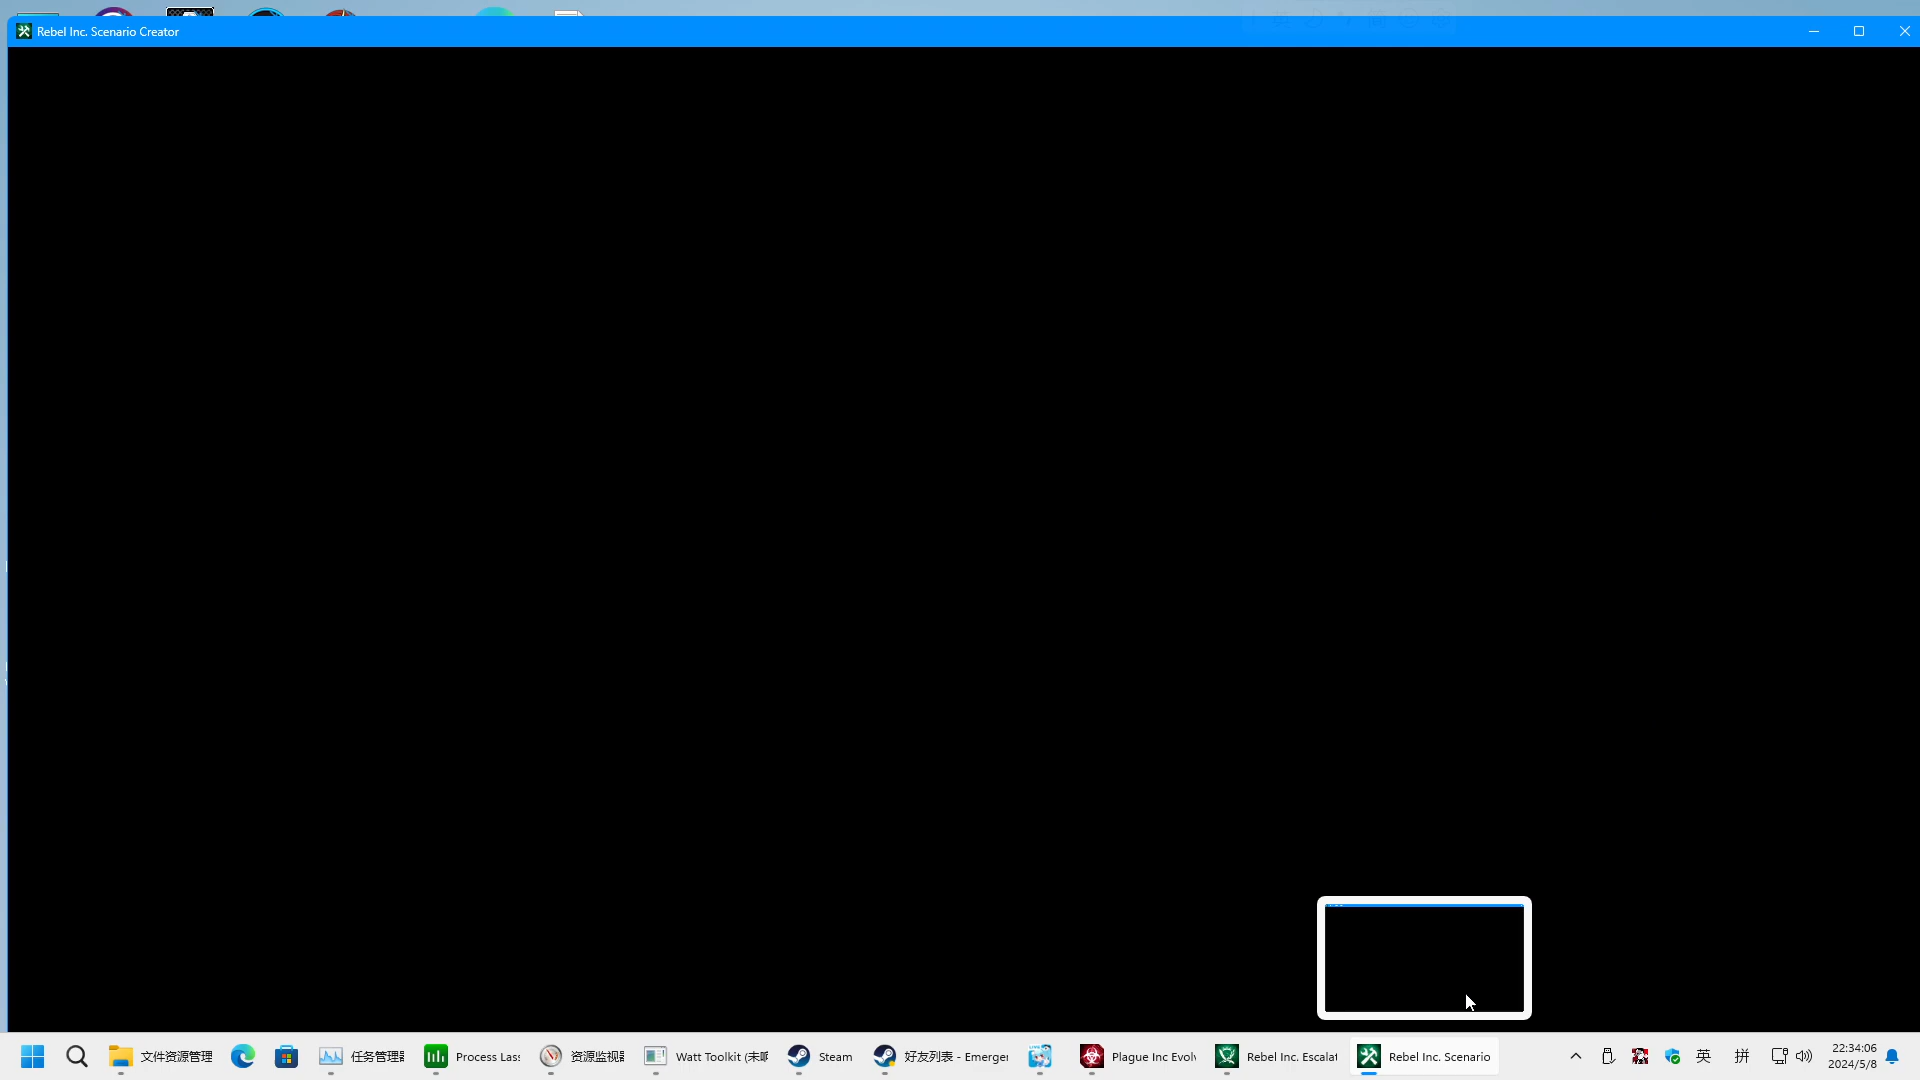 Rebel Inc. Scenario Creator
文件资源管理
任务管理器
Process Lass
资源监视器
Watt Toolkit (未
Steam
好友列表 - Emerger
Plague Inc Evolv
Rebel Inc. Escalat
Rebel Inc. Scenario
英
拼
22:34:06
2024/5/8